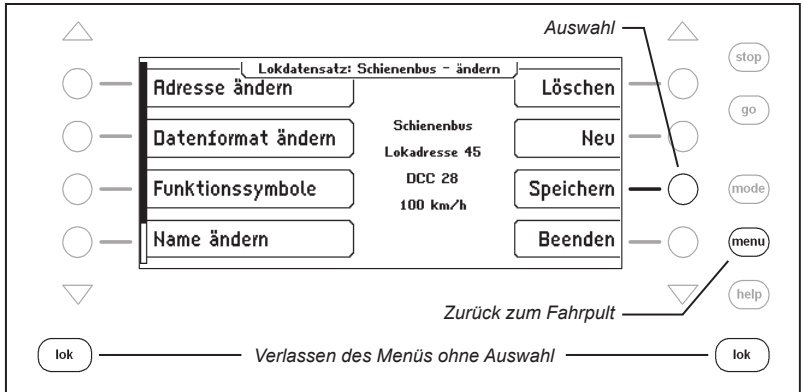 Auswahl
stop
Lokdatensatz: Schienenbus - ändern
Adresse ändern
Löschen
go
Schienenbus
Datenformat ändern
Neu
Lokadresse 45
DCC 28
Funktionssymbole
Speichern
mode
100 km/h
Name ändern
Beenden
menu
help
Zurück zum Fahrpult
lok
Verlassen des Menüs ohne Auswahl
lok